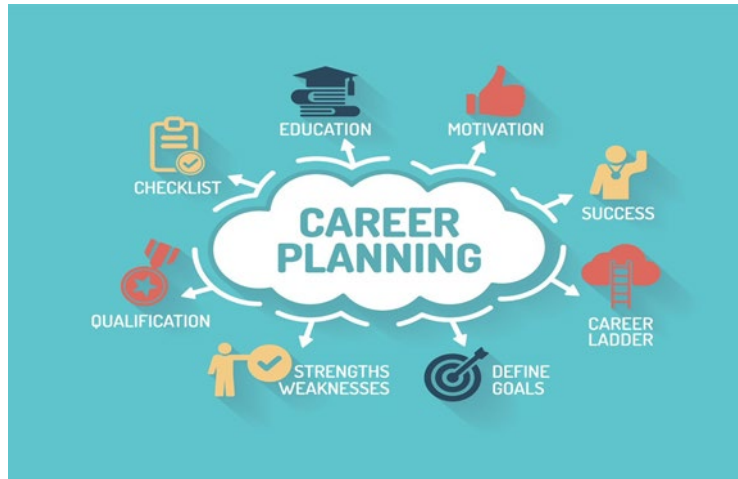 EDUCATION
MOTIVATION
CHECKLIST
SUCCESS
CAREER
PLANNING
QUALIFICATION
CAREER
LADDER
STRENGTHS
WEAKNESSES
DEFINE
GOALS